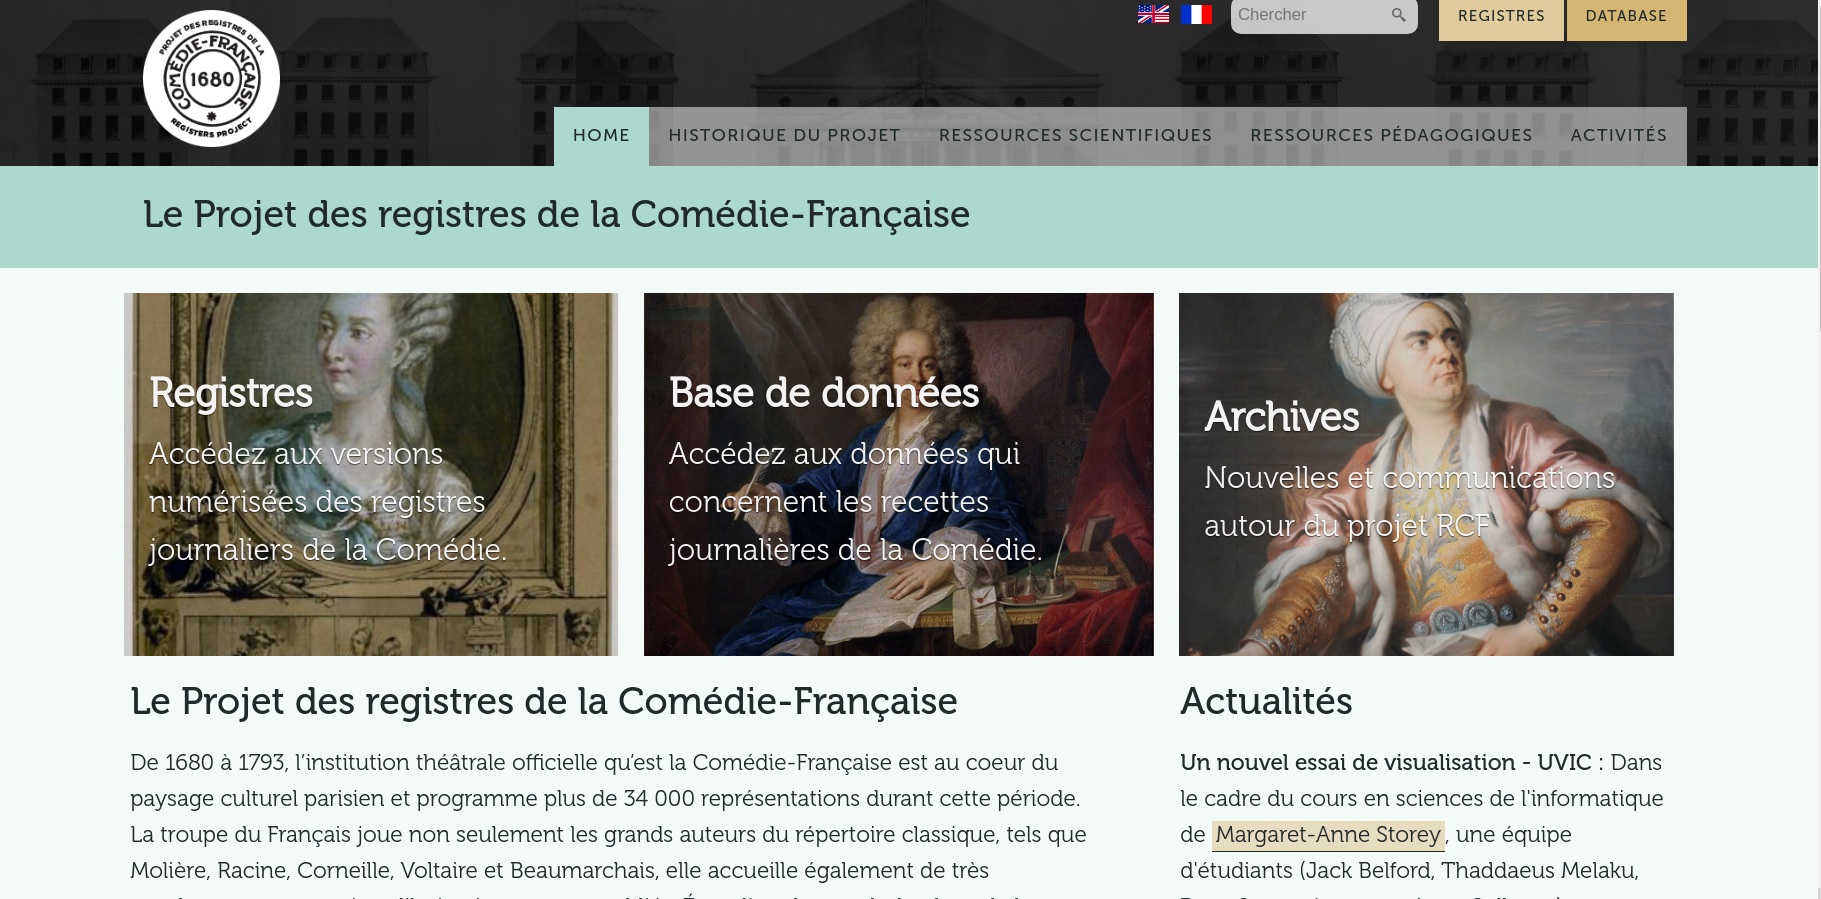 PROJET DES REGISTRES DE LA
COMÉDIE-FRANÇAISE
1680
REGISTERS PROJECT
Chercher
REGISTRES
DATABASE
HOME
HISTORIQUE DU PROJET
RESSOURCES SCIENTIFIQUES
RESSOURCES PÉDAGOGIQUES
ACTIVITÉS
Le Projet des registres de la Comédie-Française
Registres
Accédez aux versions
numérisées des registres
journaliers de la Comédie.
Base de données
Accédez aux données qui
concernent les recettes
journalières de la Comédie.
Archives
Nouvelles et communications
autour du projet RCF
Le Projet des registres de la Comédie-Française
De 1680 à 1793, l’institution théâtrale officielle qu’est la Comédie-Française est au coeur du
paysage culturel parisien et programme plus de 34 000 représentations durant cette période.
La troupe du Français joue non seulement les grands auteurs du répertoire classique, tels que
Molière, Racine, Corneille, Voltaire et Beaumarchais, elle accueille également de très
Actualités
Un nouvel essai de visualisation - UVIC : Dans
le cadre du cours en sciences de l'informatique
de Margaret-Anne Storey, une équipe
d'étudiants (Jack Belford, Thaddaeus Melaku,